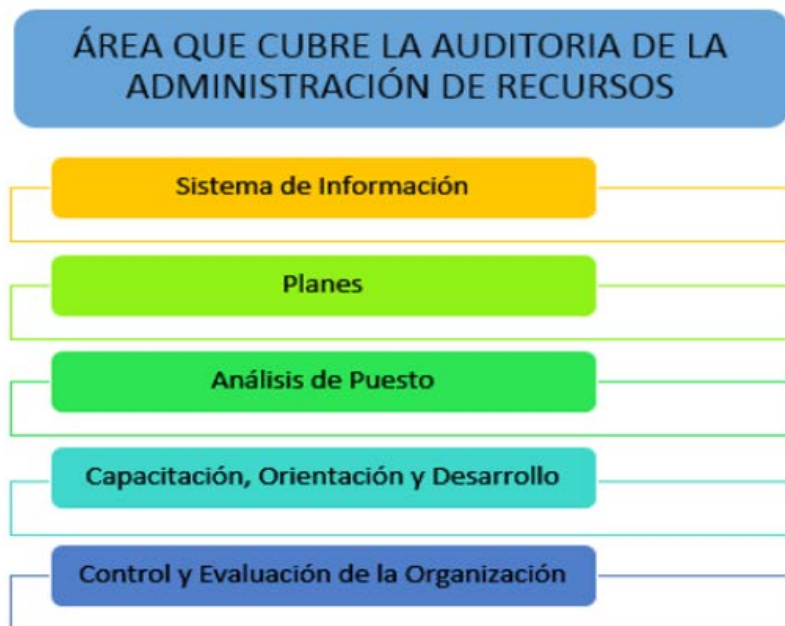 ÁREA QUE CUBRE LA AUDITORIA DE LA
ADMINISTRACIÓN DE RECURSOS
Sistema de Información
Planes
Análisis de Puesto
Capacitación, Orientación y Desarrollo
Control y Evaluación de la Organización